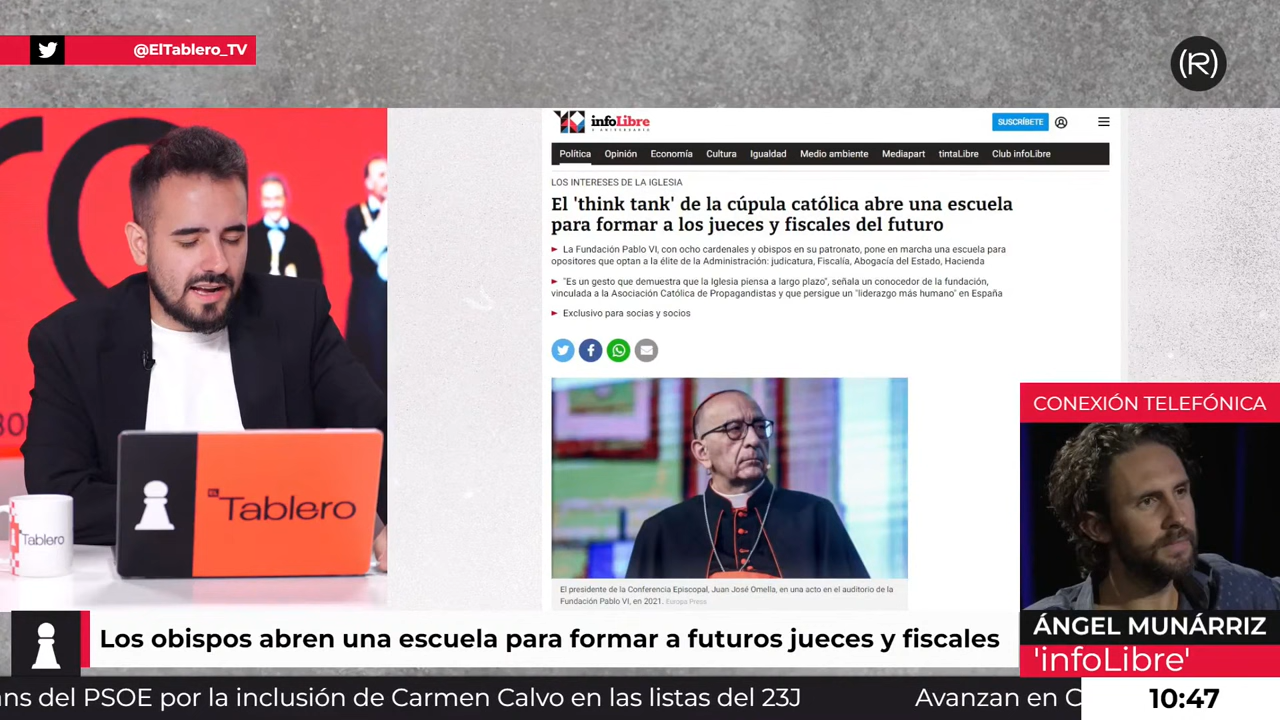 @ElTablero_TV
(R)
infoLibre
SUSCRÍBETE
Política Opinión Economía Cultura Igualdad Medio ambiente Mediapart tintaLibre Club infoLibre
LOS INTERESES DE LA IGLESIA
El 'think tank' de la cúpula católica abre una escuela
para formar a los jueces y fiscales del futuro
La Fundación Pablo VI, con ocho cardenales y obispos en su patronato, pone en marcha una escuela para
opositores que optan a la élite de la Administración: judicatura, Fiscalía, Abogacía del Estado, Hacienda
"Es un gesto que demuestra que la Iglesia piensa a largo plazo", señala un conocedor de la fundación,
vinculada a la Asociación Católica de Propagandistas y que persigue un "liderazgo más humano" en España
Exclusivo para socias y socios
El presidente de la Conferencia Episcopal, Juan José Omella, en una acto en el auditorio de la
Fundación Pablo VI, en 2021. Europa Press
EL
Tablero
Tablero
CONEXIÓN TELEFÓNICA
ÁNGEL MUNÁRRIZ
'infoLibre'
Los obispos abren una escuela para formar a futuros jueces y fiscales
ns del PSOE por la inclusión de Carmen Calvo en las listas del 23J Avanzan en C
10:47